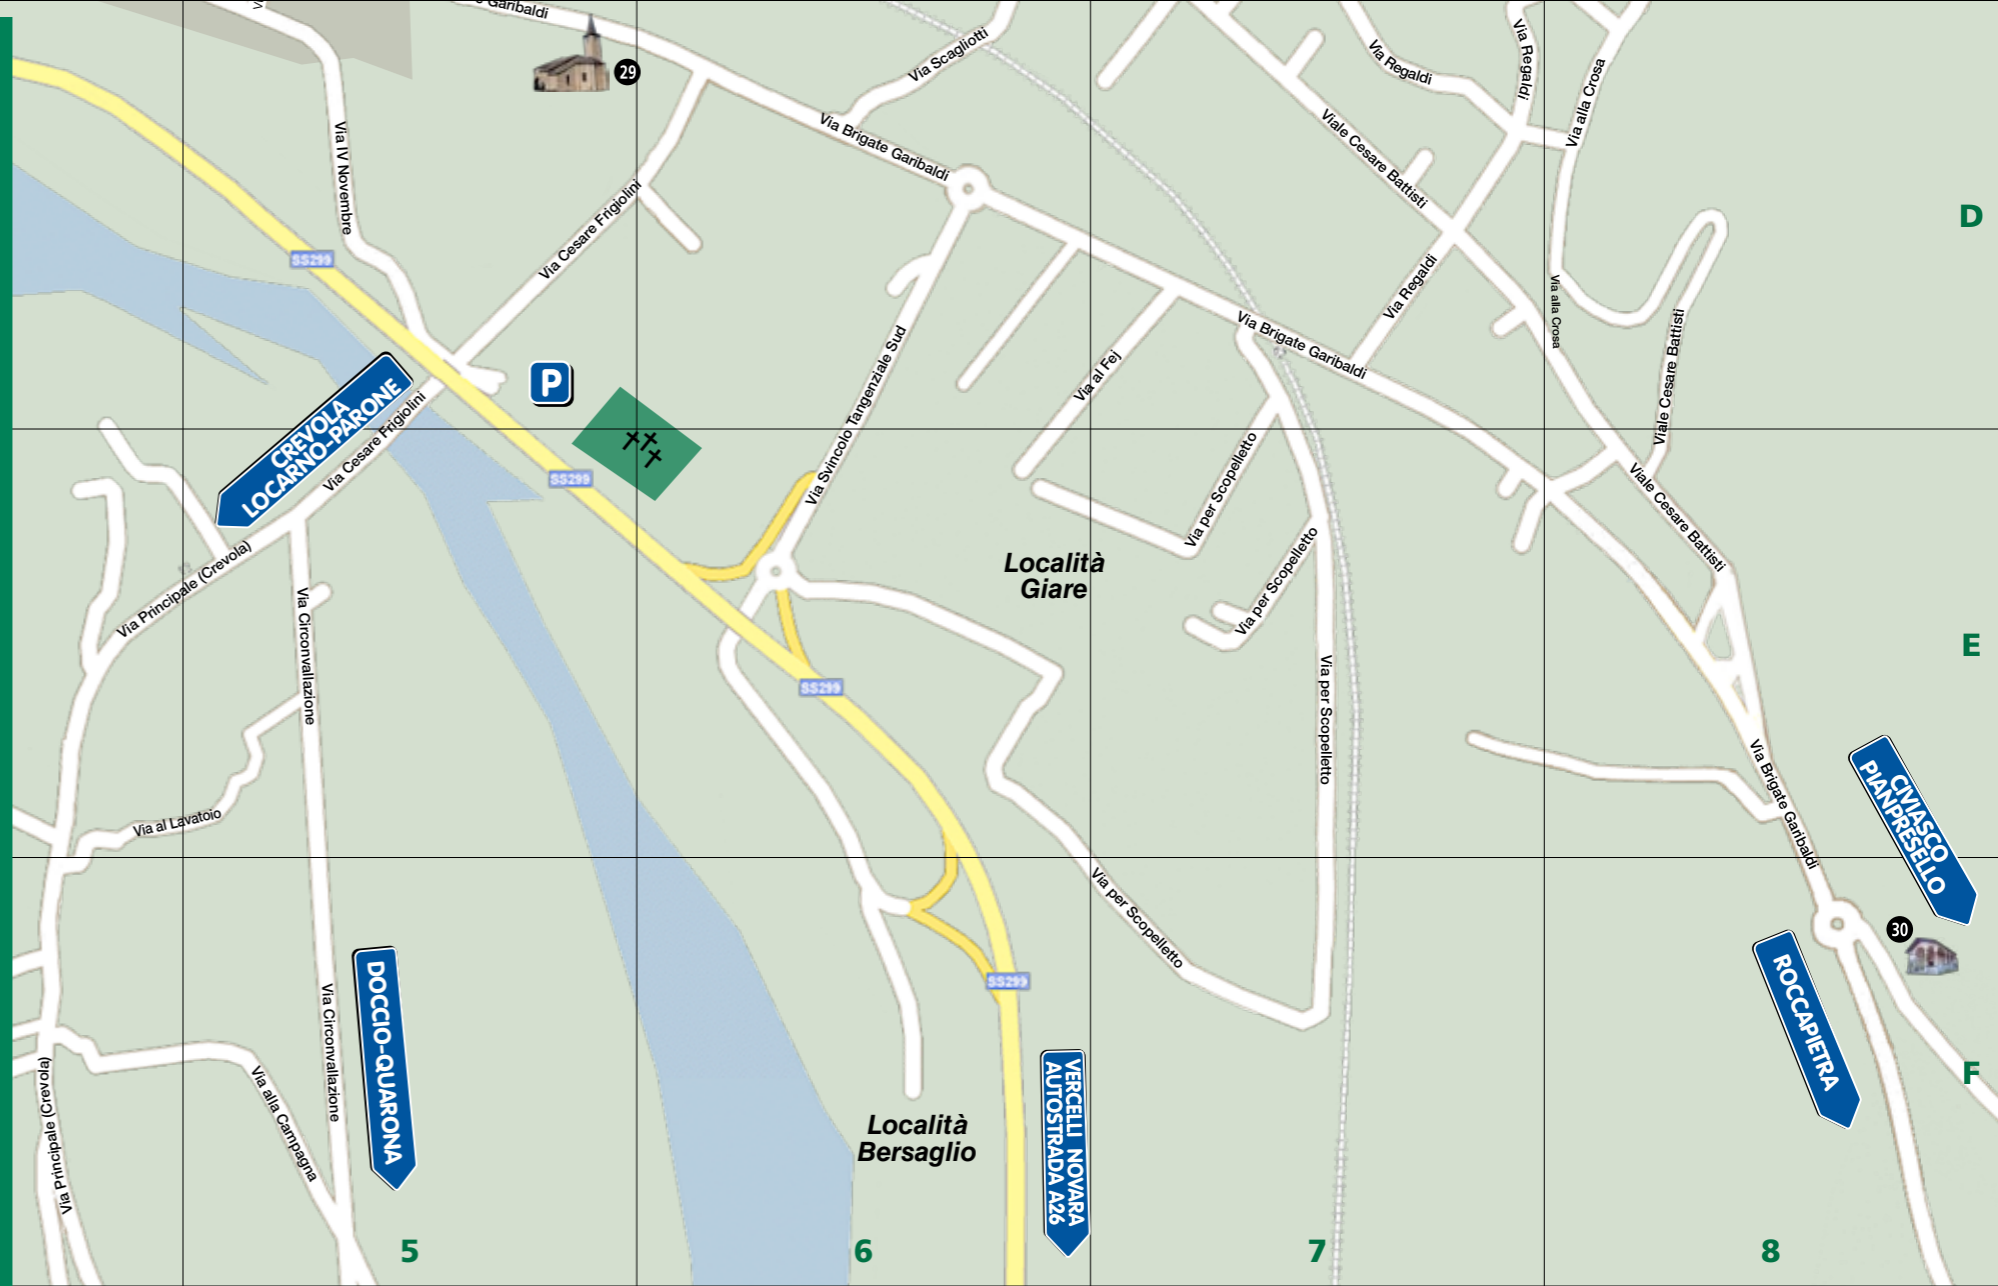 Garibaldi
29
Via Scagliotti
Via Regaldi
Via Regaldi
Via alla Crosa
Via IV Novembre
Via Brigate Garibaldi
Viale Cesare Battisti
Via Cesare Frigiolini
D
SS299
Via Regaldi
Via alla Crosa
Via Svincolo Tangenziale Sud
Via Brigate Garibaldi
Viale Cesare Battisti
Via al Fej
P
CREVOLA
LOCARNO-PARONE
Via Cesare Frigiolini
SS299
Via per Scopelletto
Viale Cesare Battisti
Via Principale (Crevola)
Località
Giare
Via per Scopelletto
Via Circonvallazione
E
SS299
Via per Scopelletto
Via al Lavatoio
Via Brigate Garibaldi
CIVIASCO
PIANPRESELLO
Via per Scopelletto
30
SS299
DOCCIO-QUARONA
Via Circonvallazione
ROCCAPIETRA
Via Principale (Crevola)
Via alla Campagna
F
Località
Bersaglio
VERCELLI NOVARA
AUTOSTRADA A26
5
6
7
8